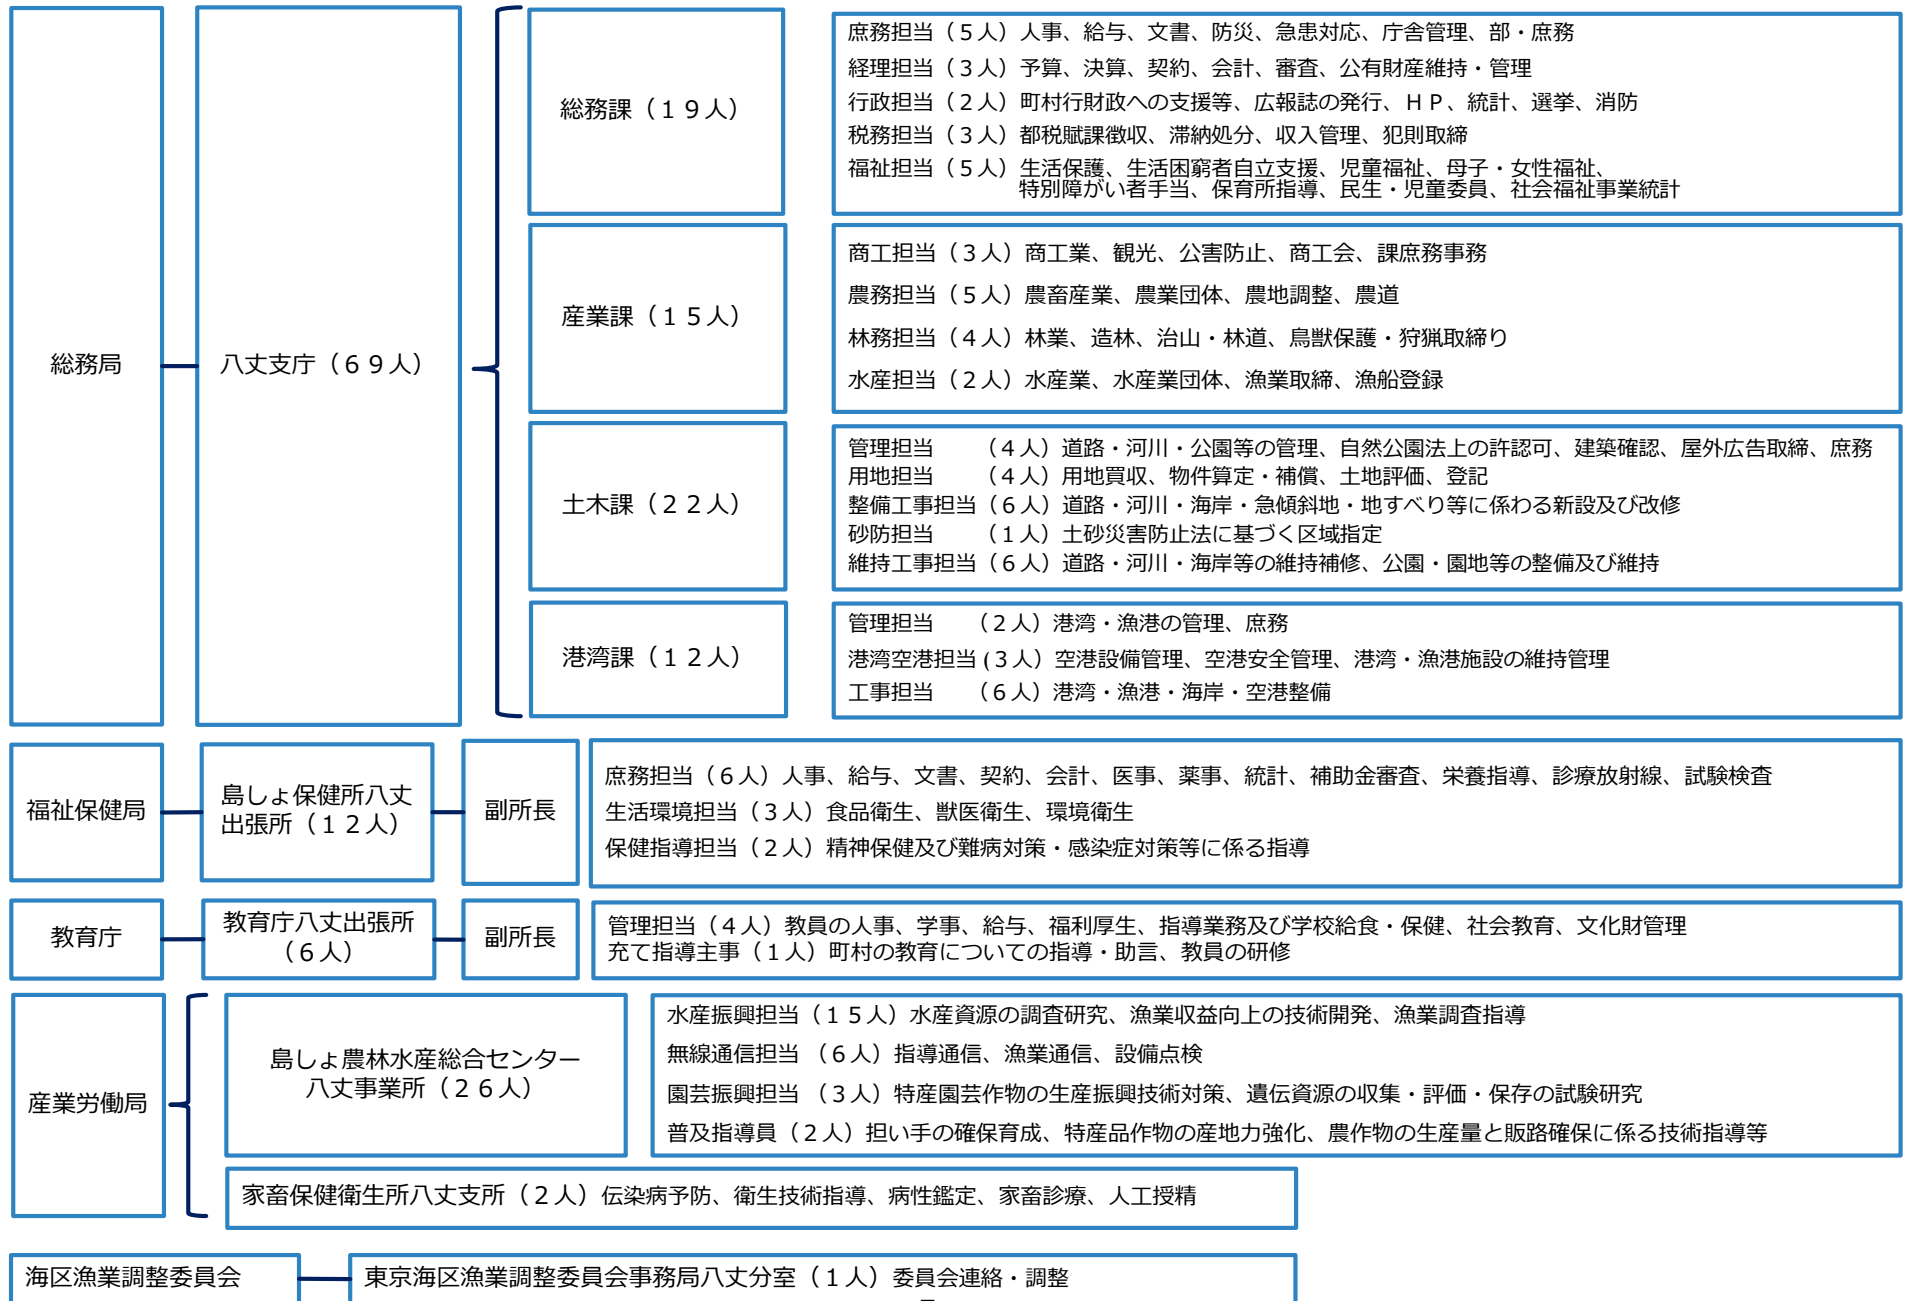 総務局
八丈支庁（６９人）
総務課（１９人）
庶務担当（５人）人事、給与、文書、防災、急患対応、庁舎管理、部・庶務
経理担当（３人）予算、決算、契約、会計、審査、公有財産維持・管理
行政担当（２人）町村行財政への支援等、広報誌の発行、ＨＰ、統計、選挙、消防
税務担当（３人）都税賦課徴収、滞納処分、収入管理、犯則取締
福祉担当（５人）生活保護、生活困窮者自立支援、児童福祉、母子・女性福祉、
特別障がい者手当、保育所指導、民生・児童委員、社会福祉事業統計
産業課（１５人）
商工担当（３人）商工業、観光、公害防止、商工会、課庶務事務
農務担当（５人）農畜産業、農業団体、農地調整、農道
林務担当（４人）林業、造林、治山・林道、鳥獣保護・狩猟取締り
水産担当（２人）水産業、水産業団体、漁業取締、漁船登録
土木課（２２人）
管理担当　　（４人）道路・河川・公園等の管理、自然公園法上の許認可、建築確認、屋外広告取締、庶務
用地担当　　（４人）用地買収、物件算定・補償、土地評価、登記
整備工事担当（６人）道路・河川・海岸・急傾斜地・地すべり等に係わる新設及び改修
砂防担当　　（１人）土砂災害防止法に基づく区域指定
維持工事担当（６人）道路・河川・海岸等の維持補修、公園・園地等の整備及び維持
港湾課（１２人）
管理担当　　（２人）港湾・漁港の管理、庶務
港湾空港担当(３人）空港設備管理、空港安全管理、港湾・漁港施設の維持管理
工事担当　　（６人）港湾・漁港・海岸・空港整備
福祉保健局
島しょ保健所八丈
出張所（１２人）
副所長
庶務担当（６人）人事、給与、文書、契約、会計、医事、薬事、統計、補助金審査、栄養指導、診療放射線、試験検査
生活環境担当（３人）食品衛生、獣医衛生、環境衛生
保健指導担当（２人）精神保健及び難病対策・感染症対策等に係る指導
教育庁
教育庁八丈出張所
（６人）
副所長
管理担当（４人）教員の人事、学事、給与、福利厚生、指導業務及び学校給食・保健、社会教育、文化財管理
充て指導主事（１人）町村の教育についての指導・助言、教員の研修
産業労働局
島しょ農林水産総合センター
八丈事業所（２６人）
水産振興担当（１５人）水産資源の調査研究、漁業収益向上の技術開発、漁業調査指導
無線通信担当（６人）指導通信、漁業通信、設備点検
園芸振興担当（３人）特産園芸作物の生産振興技術対策、遺伝資源の収集・評価・保存の試験研究
普及指導員（２人）担い手の確保育成、特産品作物の産地力強化、農作物の生産量と販路確保に係る技術指導等
家畜保健衛生所八丈支所（２人）伝染病予防、衛生技術指導、病性鑑定、家畜診療、人工授精
海区漁業調整委員会
東京海区漁業調整委員会事務局八丈分室（１人）委員会連絡・調整